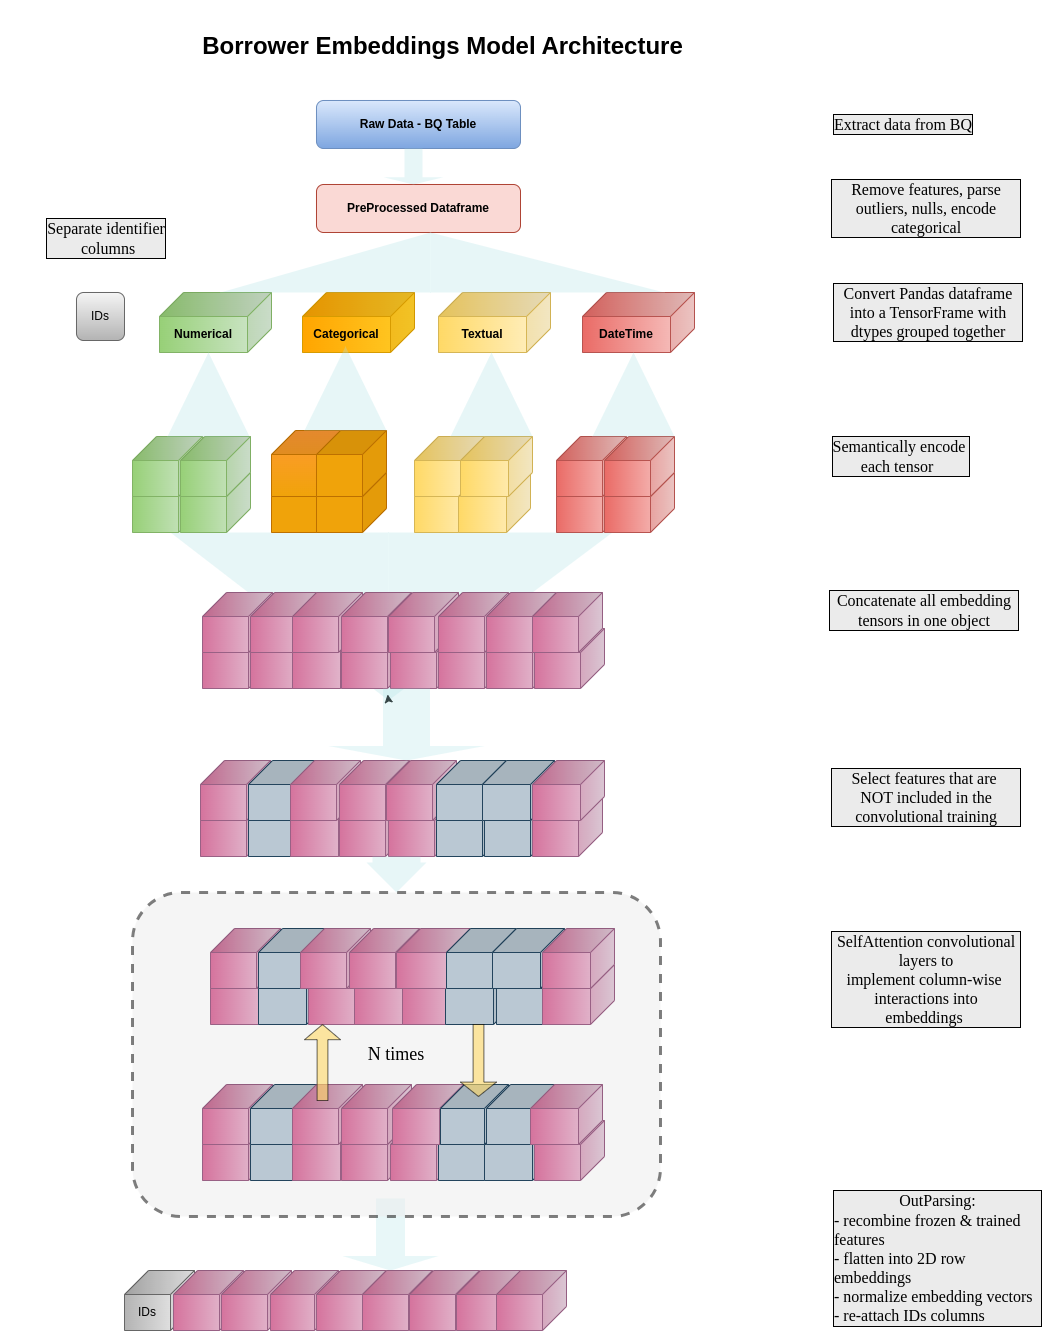 Borrower Embeddings Model Architecture
Raw Data - BQ Table
Extract data from BQ
PreProcessed Dataframe
Remove features, parse
outliers, nulls, encode
categorical
Separate identifier
columns
IDs
Numerical
Categorical
Textual
DateTime
Convert Pandas dataframe
into a TensorFrame with
dtypes grouped together
Semantically encode
each tensor
Concatenate all embedding
tensors in one object
Select features that are
NOT included in the
convolutional training
SelfAttention convolutional
layers to
implement column-wise
interactions into
embeddings
N times
OutParsing:
- recombine frozen & trained
features
- flatten into 2D row
embeddings
- normalize embedding vectors
- re-attach IDs columns
IDs